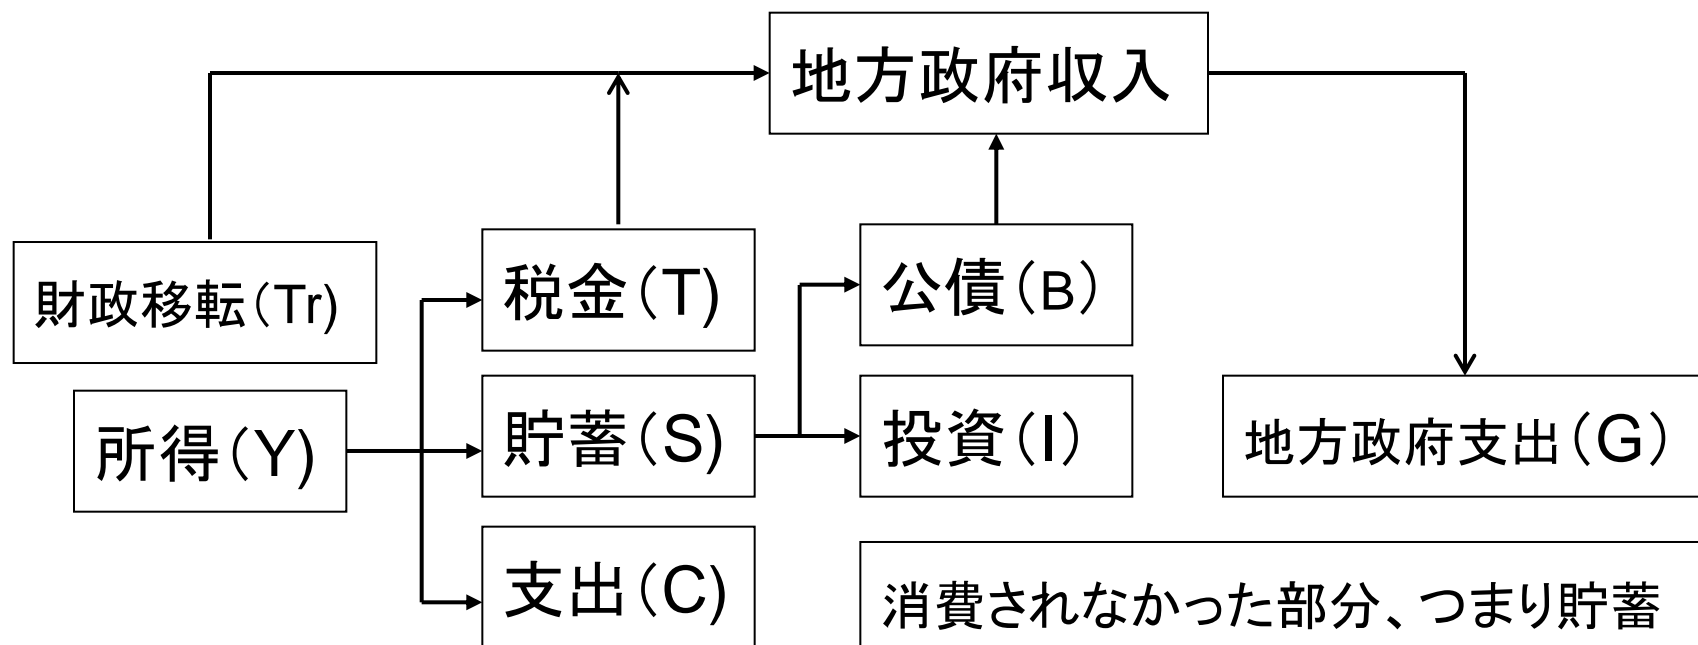 地方政府収入
財政移転(Tr)
税金(T)
公債(B)
所得(Y)
貯蓄(S)
投資(I)
地方政府支出(G)
支出(C)
消費されなかった部分、つまり貯蓄